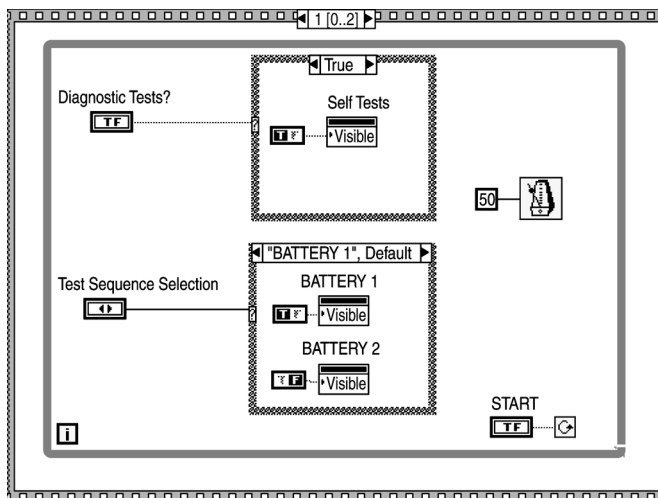 1 [0..2]
True
Diagnostic Tests?
TF
Self Tests
T F
Visible
50
"BATTERY 1", Default
Test Sequence Selection
BATTERY 1
T F
Visible
BATTERY 2
T F
Visible
START
TF
i